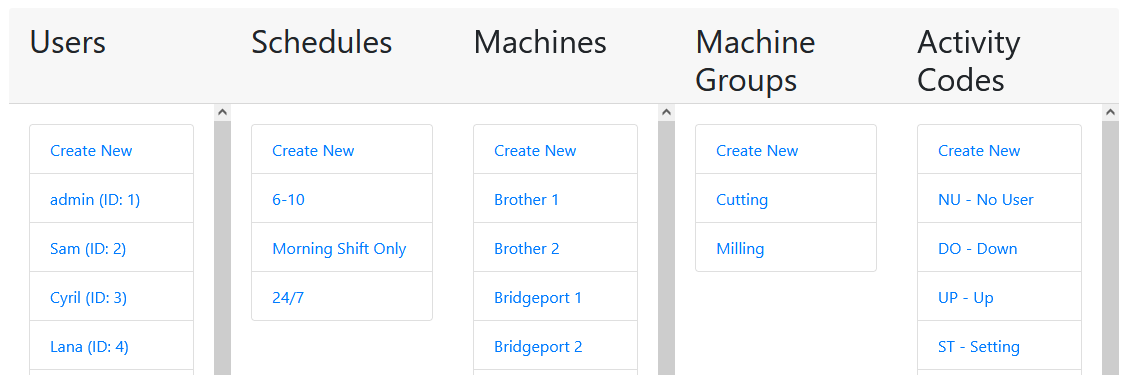 Users
Schedules
Machines
Machine
Groups
Activity
Codes
Create New
admin (ID: 1)
Sam (ID: 2)
Cyril (ID: 3)
Lana (ID: 4)
Create New
6-10
Morning Shift Only
24/7
Create New
Brother 1
Brother 2
Bridgeport 1
Bridgeport 2
Create New
Cutting
Milling
Create New
NU - No User
DO - Down
UP - Up
ST - Setting